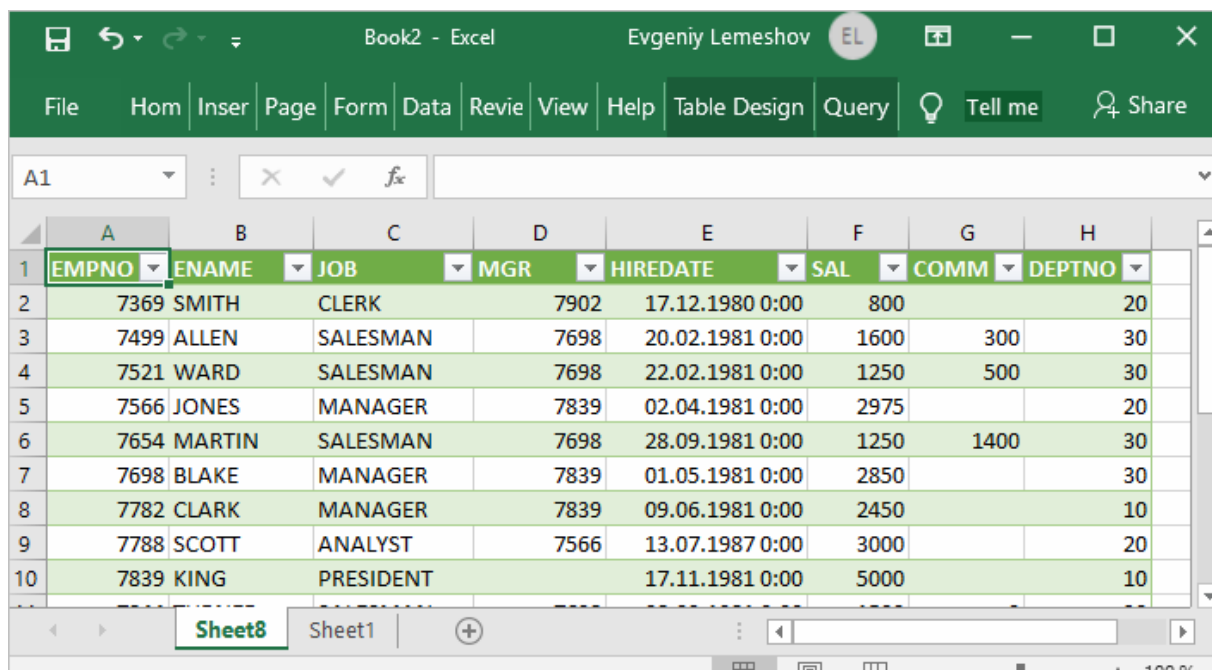 Book2 - Excel Evgeniy Lemeshov EL
File Hom Inser Page Form Data Revie View Help Table Design Query Tell me Share
A1 fx
A B C D E F G H
1 EMPNO ENAME JOB MGR HIREDATE SAL COMM DEPTNO
2 7369 SMITH CLERK 7902 17.12.1980 0:00 800 20
3 7499 ALLEN SALESMAN 7698 20.02.1981 0:00 1600 300 30
4 7521 WARD SALESMAN 7698 22.02.1981 0:00 1250 500 30
5 7566 JONES MANAGER 7839 02.04.1981 0:00 2975 20
6 7654 MARTIN SALESMAN 7698 28.09.1981 0:00 1250 1400 30
7 7698 BLAKE MANAGER 7839 01.05.1981 0:00 2850 30
8 7782 CLARK MANAGER 7839 09.06.1981 0:00 2450 10
9 7788 SCOTT ANALYST 7566 13.07.1987 0:00 3000 20
10 7839 KING PRESIDENT 17.11.1981 0:00 5000 10
Sheet8 Sheet1